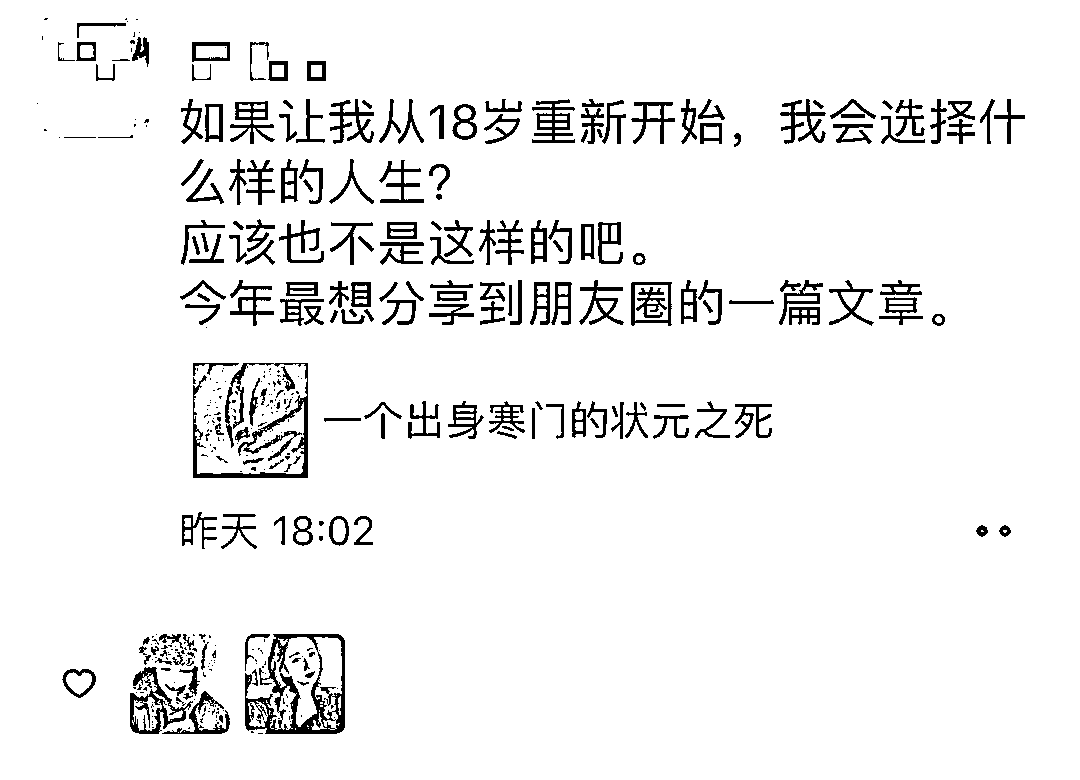 如果让我从18岁重新开始，我会选择什
么样的人生？
应该也不是这样的吧。
今年最想分享到朋友圈的一篇文章。
一个出身寒门的状元之死
昨天 18:02